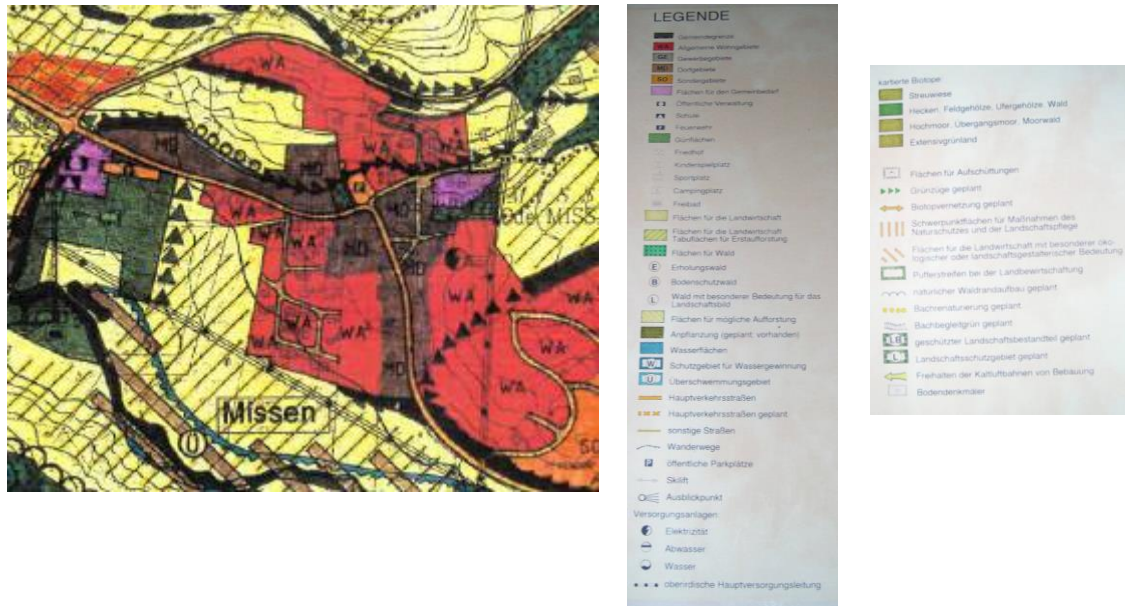 WA
MD
WA
WA
WA
MD
WA
WA
MD
WA
MD
WA
WA
WA
MD
WA
WA
SO
Missen
Ü
LEGENDE
Gemeindegrenze
WA Allgemeine Wohngebiete
GE Gewerbegebiete
MD Dorfgebiete
SO Sondergebiete
Flächen für den Gemeinbedarf
Öffentliche Verwaltung
Schule
Feuerwehr
Grünflächen
Friedhof
Kinderspielplatz
Sportplatz
Campingplatz
Freibad
Flächen für die Landwirtschaft
Flächen für die Landwirtschaft
Tabuflächen für Erstaufforstung
Flächen für Wald
E Erholungswald
B Bodenschutzwald
L Wald mit besonderer Bedeutung für das
Landschaftsbild
Flächen für mögliche Aufforstung
Anpflanzung (geplant, vorhanden)
Wasserflächen
W Schutzgebiet für Wassergewinnung
Ü Überschwemmungsgebiet
Hauptverkehrsstraßen
Hauptverkehrsstraßen geplant
sonstige Straßen
Wanderwege
P öffentliche Parkplätze
Skilift
Ausblickpunkt
Versorgungsanlagen:
Elektrizität
Abwasser
Wasser
oberirdische Hauptversorgungsleitung
kartierte Biotope:
Streuwiese
Hecken, Feldgehölze, Ufergehölze, Wald
Hochmoor, Übergangsmoor, Moorwald
Extensivgrünland
Flächen für Aufschüttungen
Grünzüge geplant
Biotopvernetzung geplant
Schwerpunktflächen für Maßnahmen des
Naturschutzes und der Landschaftspflege
Flächen für die Landwirtschaft mit besonderer öko-
logischer oder landschaftsgestalterischer Bedeutung
Pufferstreifen bei der Landbewirtschaftung
natürlicher Waldrandaufbau geplant
Bachrenaturierung geplant
Bachbegleitgrün geplant
LB geschützter Landschaftsbestandteil geplant
L Landschaftsschutzgebiet geplant
Freihalten der Kaltluftbahnen von Bebauung
Bodendenkmäler